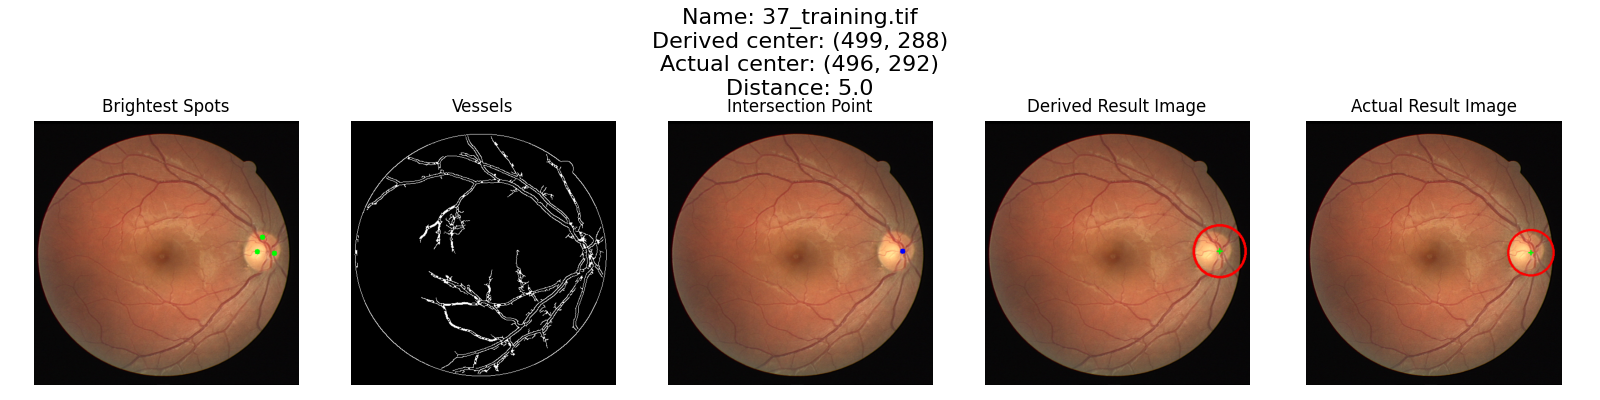 Name: 37_training.tif
Derived center: (499, 288)
Actual center: (496, 292)
Distance: 5.0
Brightest Spots
Vessels
Intersection Point
Derived Result Image
Actual Result Image